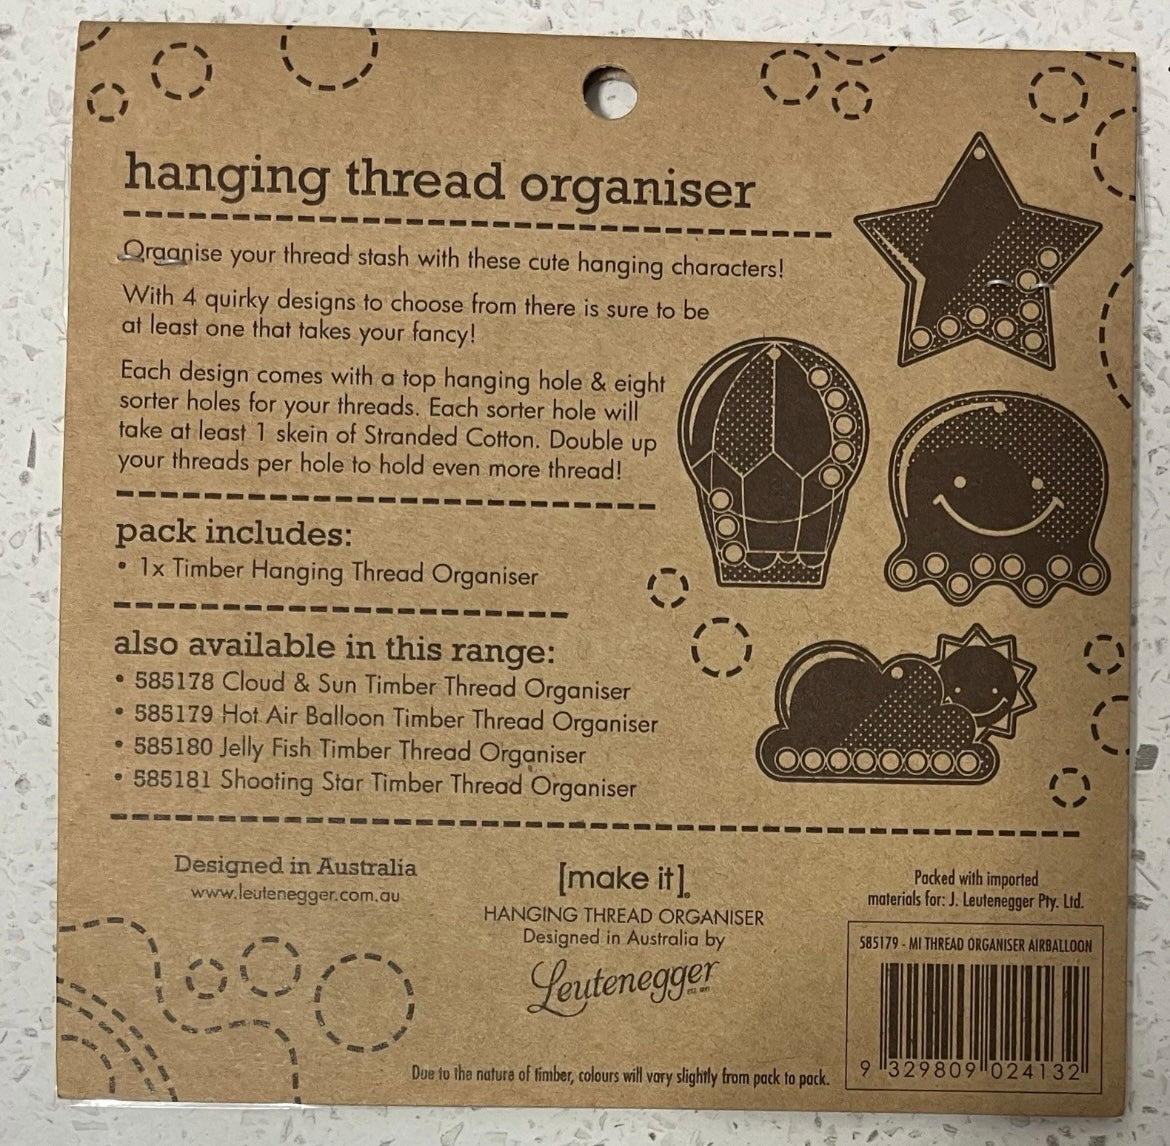 hanging thread organiser
Organise your thread stash with these cute hanging characters!
With 4 quirky designs to choose from there is sure to be
at least one that takes your fancy!
Each design comes with a top hanging hole & eight
sorter holes for your threads. Each sorter hole will
take at least 1 skein of Stranded Cotton. Double up
your threads per hole to hold even more thread!
pack includes:
• 1x Timber Hanging Thread Organiser
also available in this range:
• 585178 Cloud & Sun Timber Thread Organiser
• 585179 Hot Air Balloon Timber Thread Organiser
• 585180 Jelly Fish Timber Thread Organiser
• 585181 Shooting Star Timber Thread Organiser
Designed in Australia
www.leutenegger.com.au
[make it]®
HANGING THREAD ORGANISER
Designed in Australia by
Leutenegger
Packed with imported
materials for: J. Leutenegger Pty. Ltd.
585179 - MI THREAD ORGANISER AIRBALLOON
9 329809 024132
Due to the nature of timber, colours will vary slightly from pack to pack.